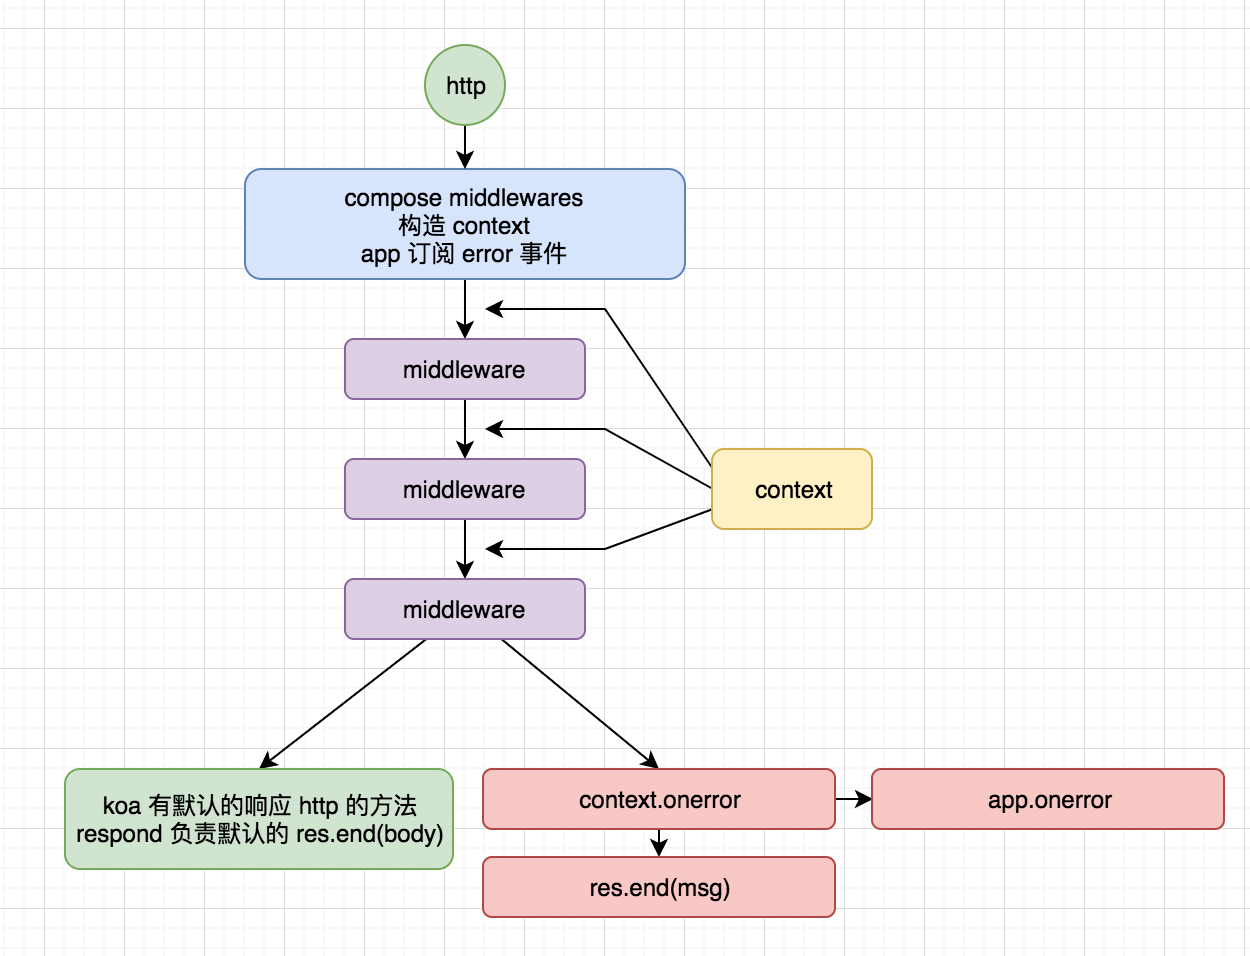 http
compose middlewares
构造 context
app 订阅 error 事件
middleware
middleware
context
middleware
koa 有默认的响应 http 的方法
respond 负责默认的 res.end(body)
context.onerror
app.onerror
res.end(msg)